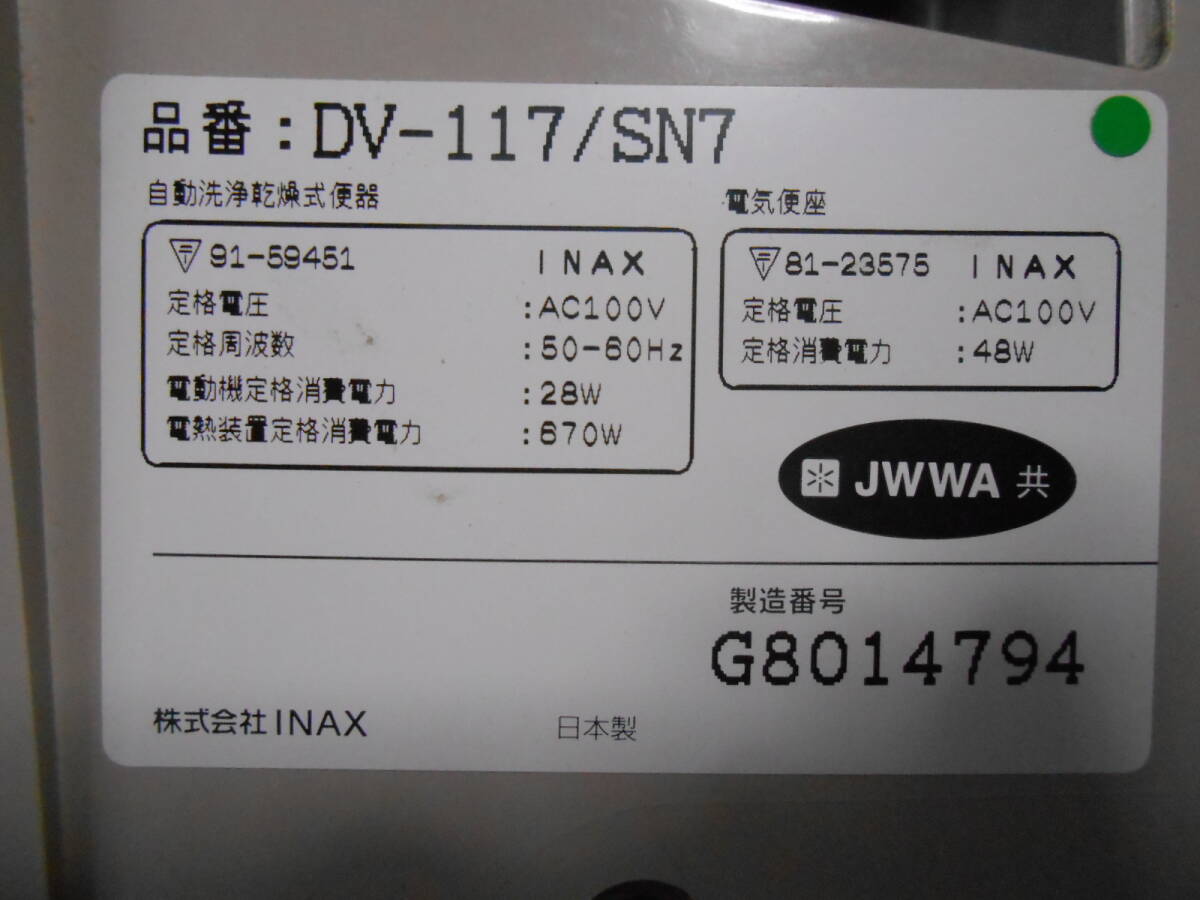 品番：DV-117/SN7
自動洗浄乾燥式便器
91-59451 INAX
定格電圧 :AC100V
定格周波数 :50-60Hz
電動機定格消費電力 :28W
電熱装置定格消費電力 :670W
電気便座
81-23575 INAX
定格電圧 :AC100V
定格消費電力 :48W
JWWA 共
製造番号
G8014794
株式会社INAX
日本製